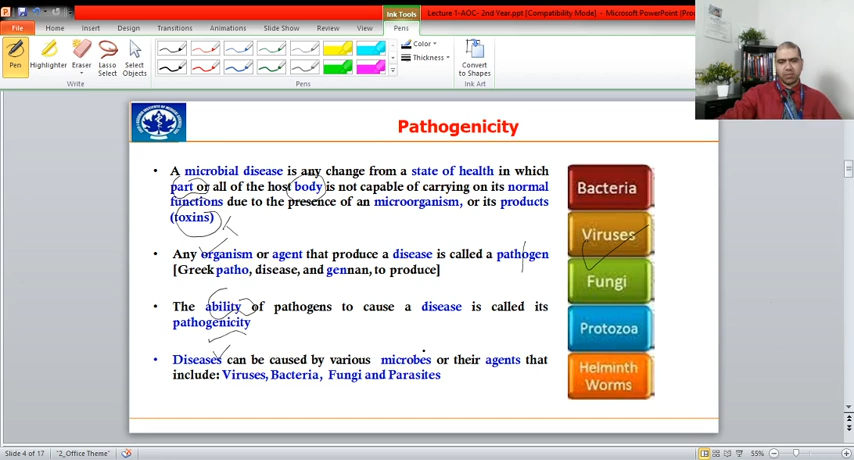 Ink Tools
Lecture 1-AOC- 2nd Year.ppt [Compatibility Mode] - Microsoft PowerPoint (Pro
File Home Insert Design Transitions Animations Slide Show Review View Pens
Pen Highlighter Eraser Lasso Select Select Objects
Color
Thickness
Convert to Shapes
Write Pens Ink Art
Pathogenicity
• A microbial disease is any change from a state of health in which
part or all of the host body is not capable of carrying on its normal
functions due to the presence of an microorganism, or its products
(toxins)
• Any organism or agent that produce a disease is called a pathogen
[Greek patho, disease, and gennan, to produce]
• The ability of pathogens to cause a disease is called its
pathogenicity
• Diseases can be caused by various microbes or their agents that
include: Viruses, Bacteria, Fungi and Parasites
Bacteria
Viruses
Fungi
Protozoa
Helminth
Worms
Slide 4 of 17 "2_Office Theme" 55%